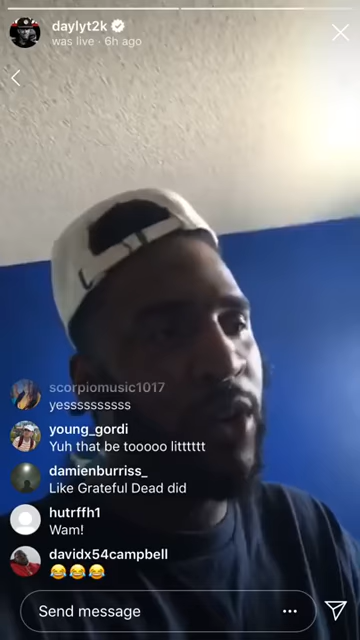 daylyt2k
was live · 6h ago
scorpiomusic1017
yesssssssss
young_gordi
Yuh that be tooooo litttttt
damienburriss_
Like Grateful Dead did
hutrffh1
Wam!
davidx54campbell
😂😂😂
Send message